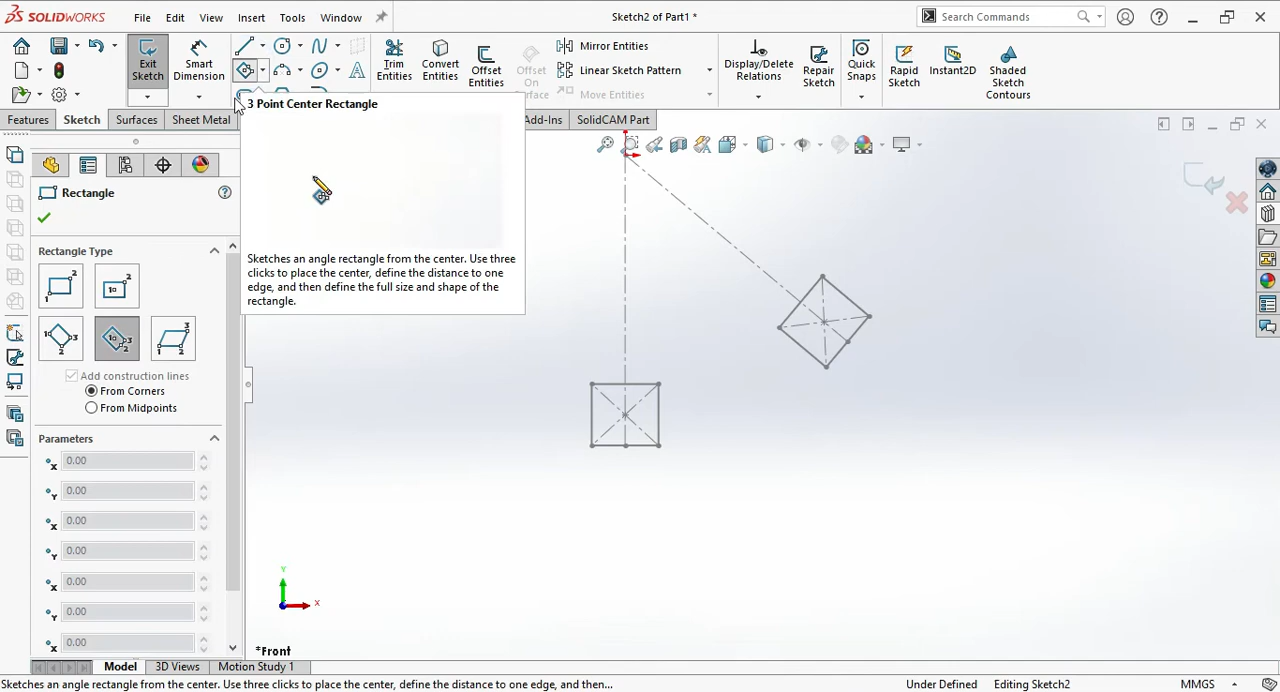 SOLIDWORKS
File
Edit
View
Insert
Tools
Window
Sketch2 of Part1 *
Search Commands
Exit
Sketch
Smart
Dimension
Trim
Entities
Convert
Entities
Offset
Entities
Offset
On
Surface
Mirror Entities
Linear Sketch Pattern
Move Entities
Display/Delete
Relations
Repair
Sketch
Quick
Snaps
Rapid
Sketch
Instant2D
Shaded
Sketch
Contours
Features
Sketch
Surfaces
Sheet Metal
Add-Ins
SolidCAM Part
3 Point Center Rectangle
Sketches an angle rectangle from the center. Use three
clicks to place the center, define the distance to one
edge, and then define the full size and shape of the
rectangle.
Rectangle
Rectangle Type
Add construction lines
From Corners
From Midpoints
Parameters
X 0.00
Y 0.00
X 0.00
Y 0.00
X 0.00
Y 0.00
X 0.00
Y
X
*Front
Model
3D Views
Motion Study 1
Sketches an angle rectangle from the center. Use three clicks to place the center, define the distance to one edge, and then...
Under Defined
Editing Sketch2
MMGS